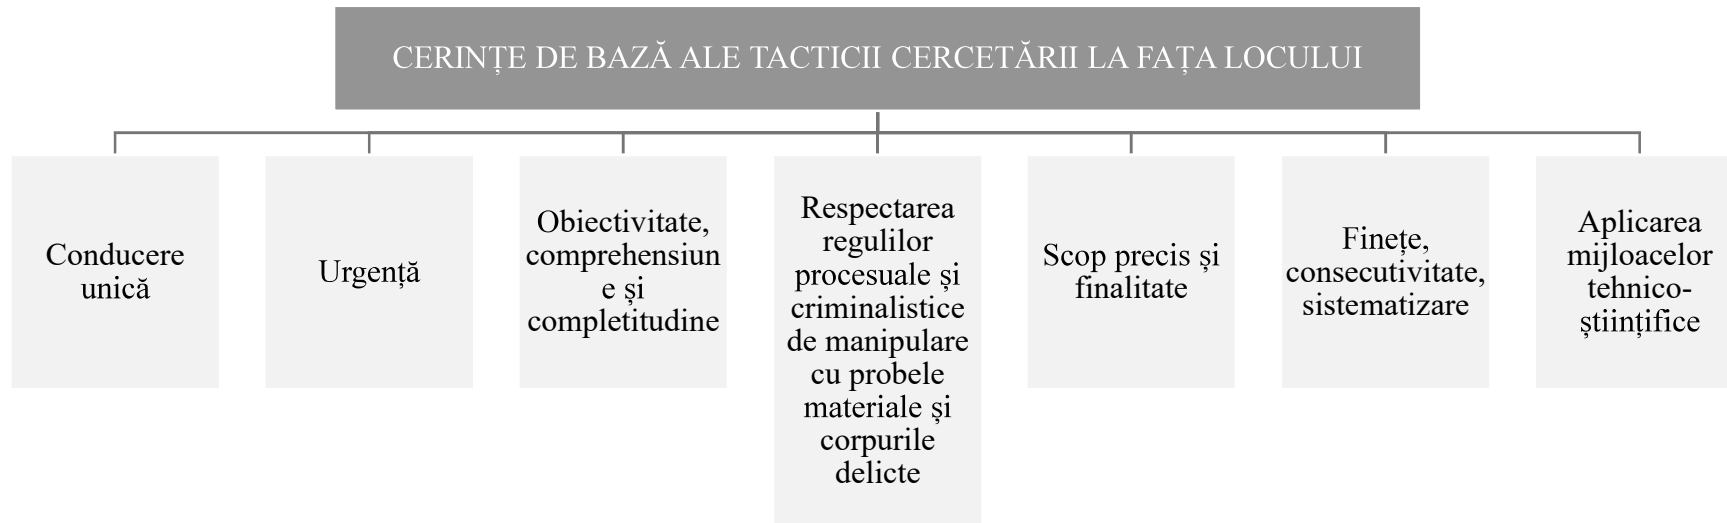 CERINȚE DE BAZĂ ALE TACTICII CERCETĂRII LA FAȚA LOCULUI
Conducere
unică
Urgență
Obiectivitate,
comprehensiun
e și
completitudine
Respectarea
regulilor
procesuale și
criminalistice
de manipulare
cu probele
materiale și
corpurile
delicte
Scop precis și
finalitate
Finețe,
consecutivitate,
sistematizare
Aplicarea
mijloacelor
tehnico-
științifice